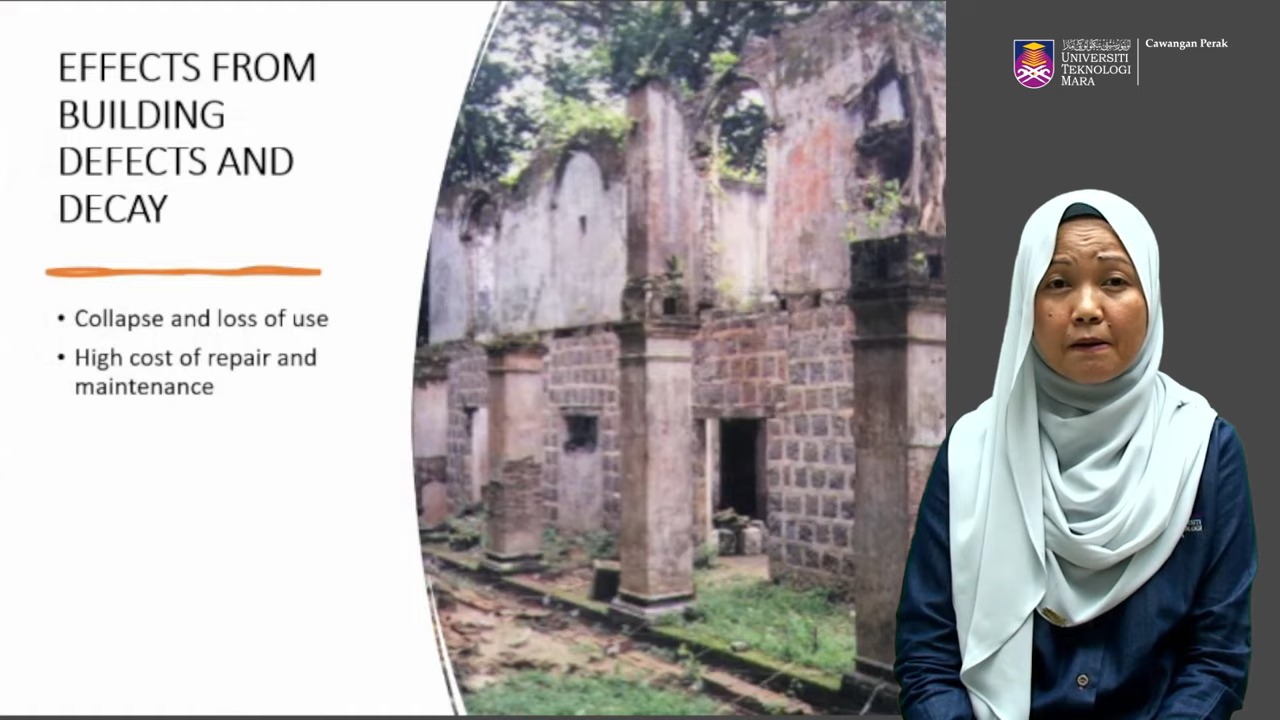 EFFECTS FROM
BUILDING
DEFECTS AND
DECAY
• Collapse and loss of use
• High cost of repair and
maintenance
UNIVERSITI
TEKNOLOGI
MARA
Cawangan Perak